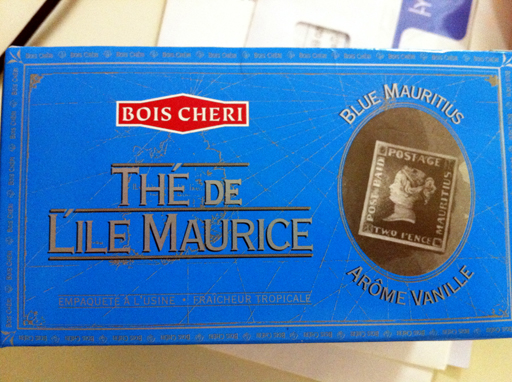 BOIS CHERI
THÉ DE
L'ILE MAURICE
EMPAQUETÉ À L'USINE • FRAÎCHEUR TROPICALE
BLUE MAURITIUS
POSTAGE
POST PAID
MAURITIUS
TWO PENCE
ARÔME VANILLE